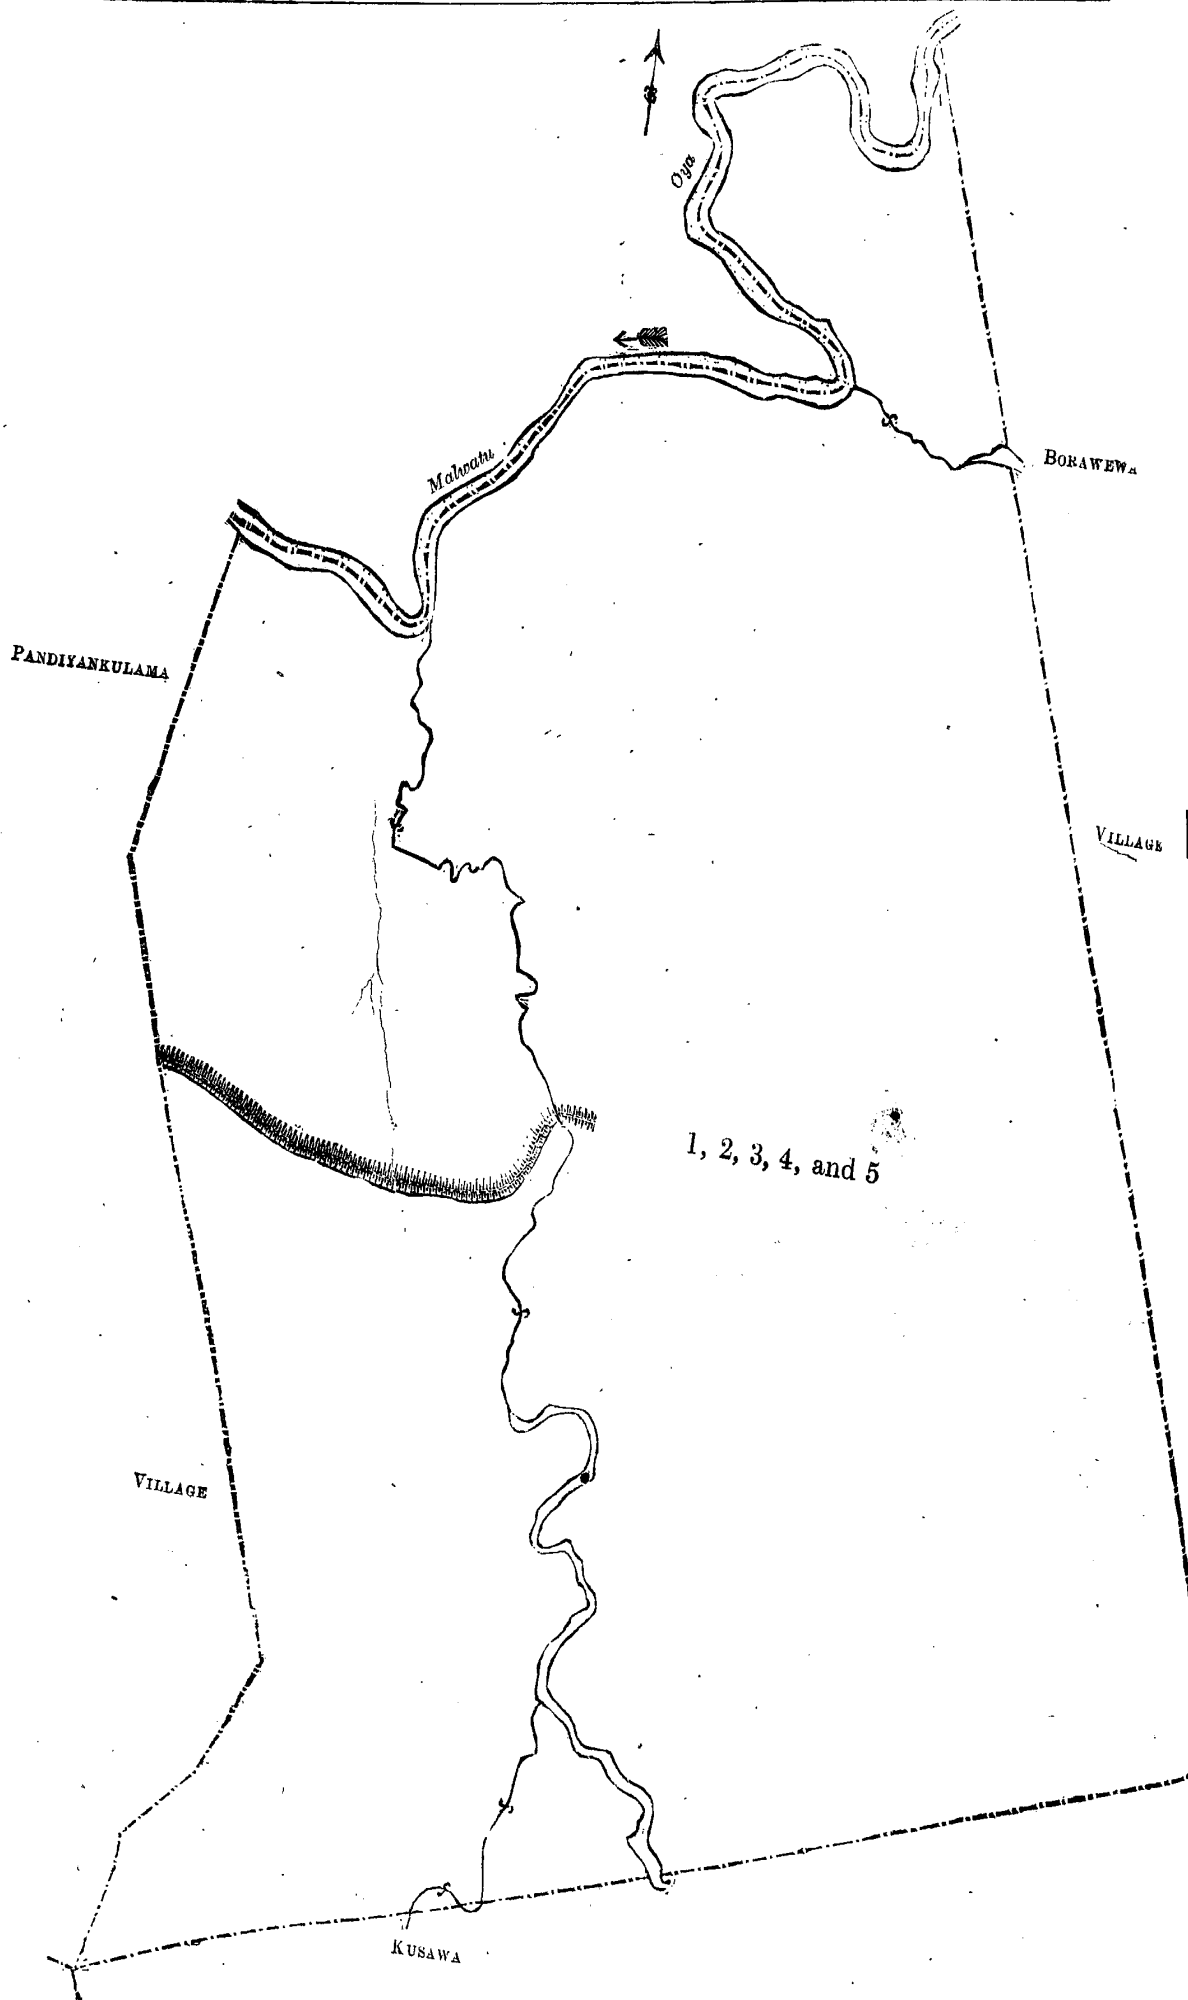 Oya
Malwatu
BORAWEWA
PANDIYANKULAMA
VILLAGE
1, 2, 3, 4, and 5
VILLAGE
KUSAWA